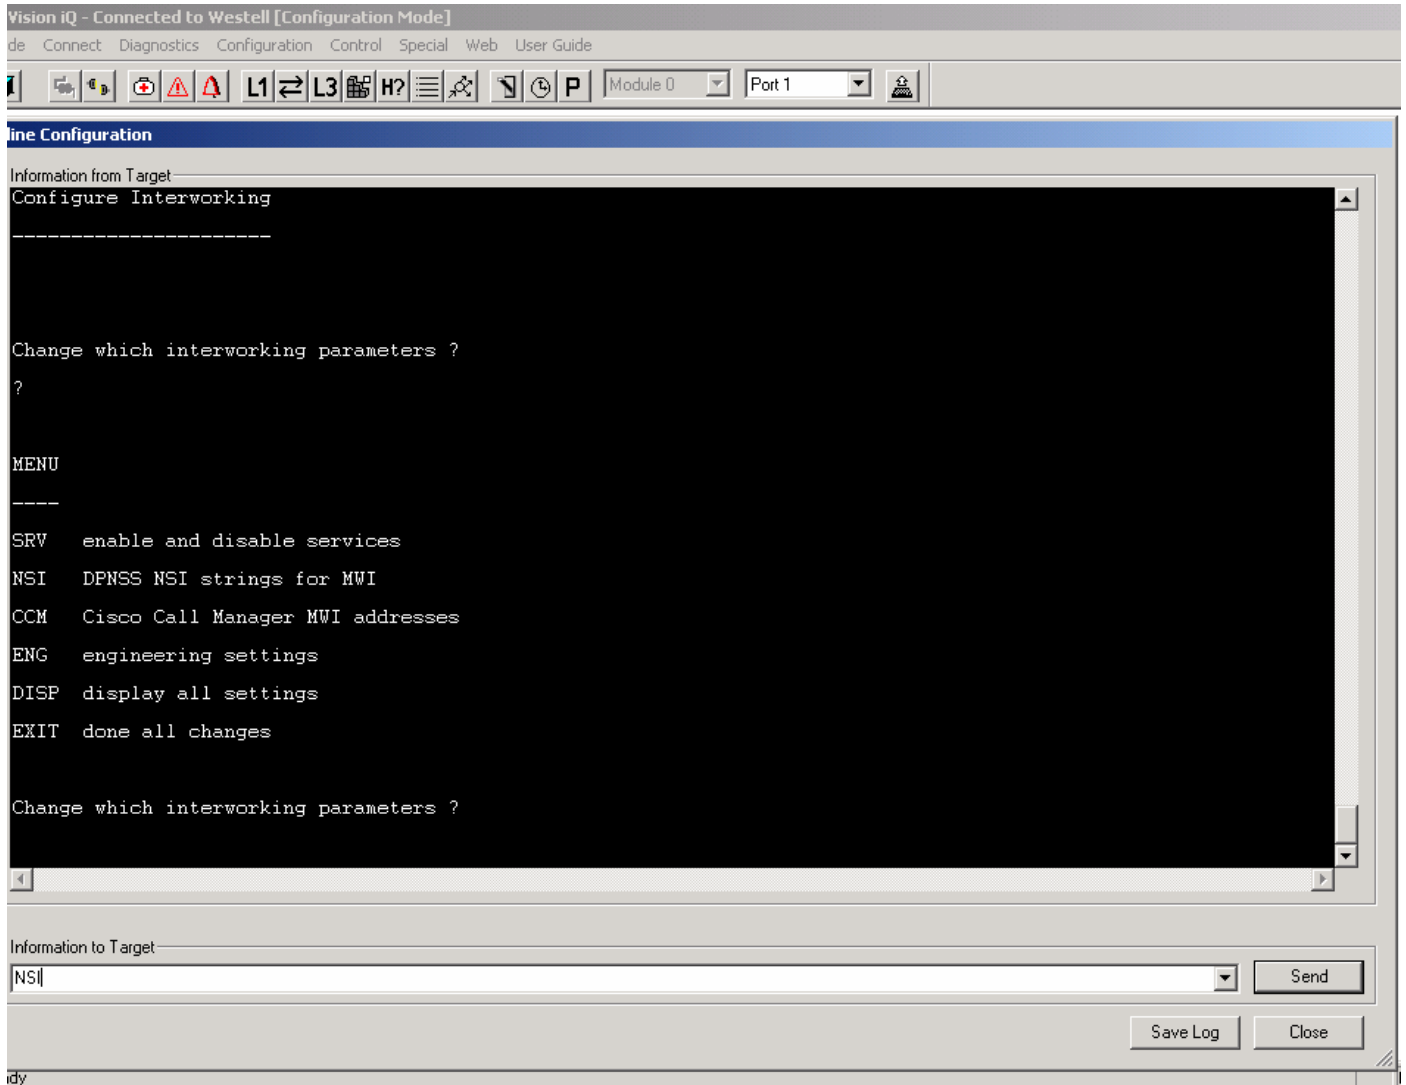 Vision iQ - Connected to Westell [Configuration Mode]
de Connect Diagnostics Configuration Control Special Web User Guide
L1 L3 H? P Module 0 Port 1
line Configuration
Information from Target
Configure Interworking
----------------------
Change which interworking parameters ?
?
MENU
----
SRV enable and disable services
NSI DPNSS NSI strings for MWI
CCM Cisco Call Manager MWI addresses
ENG engineering settings
DISP display all settings
EXIT done all changes
Change which interworking parameters ?
Information to Target
NSI
Send
Save Log Close
dy